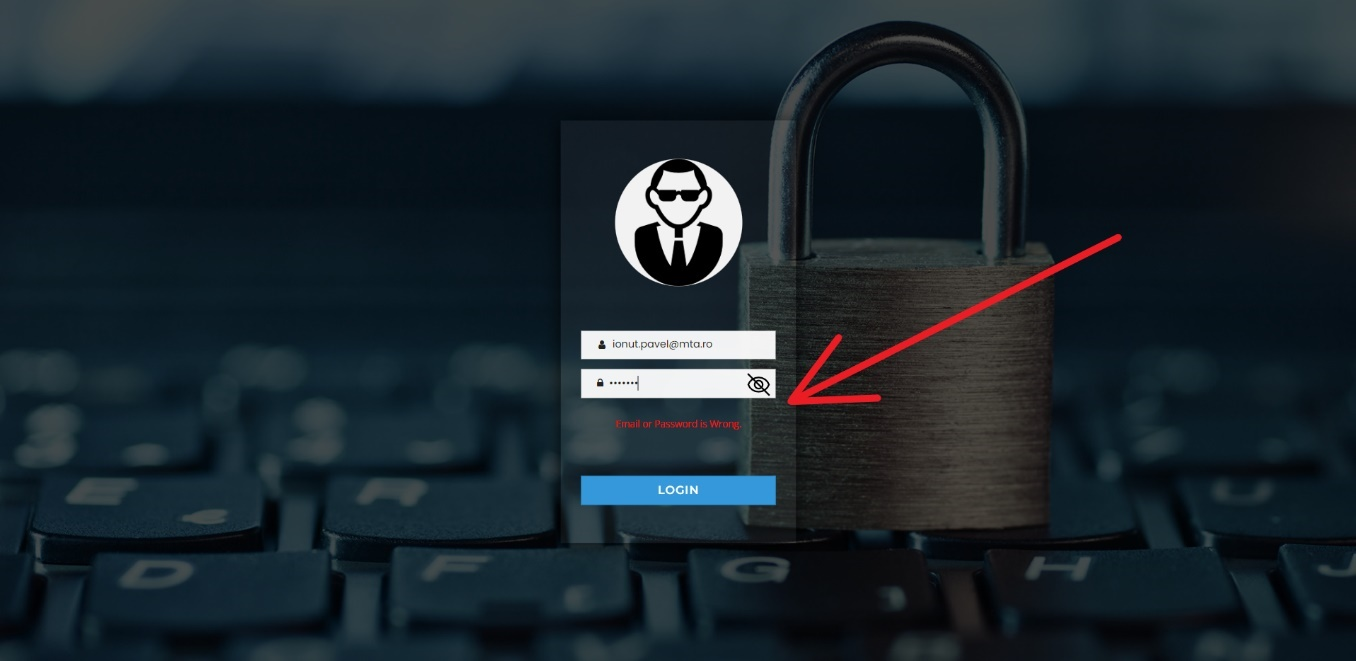 ionut.pavel@mta.ro
•••••••
Email or Password is Wrong.
LOGIN
E
R
U
D
F
G
H
J